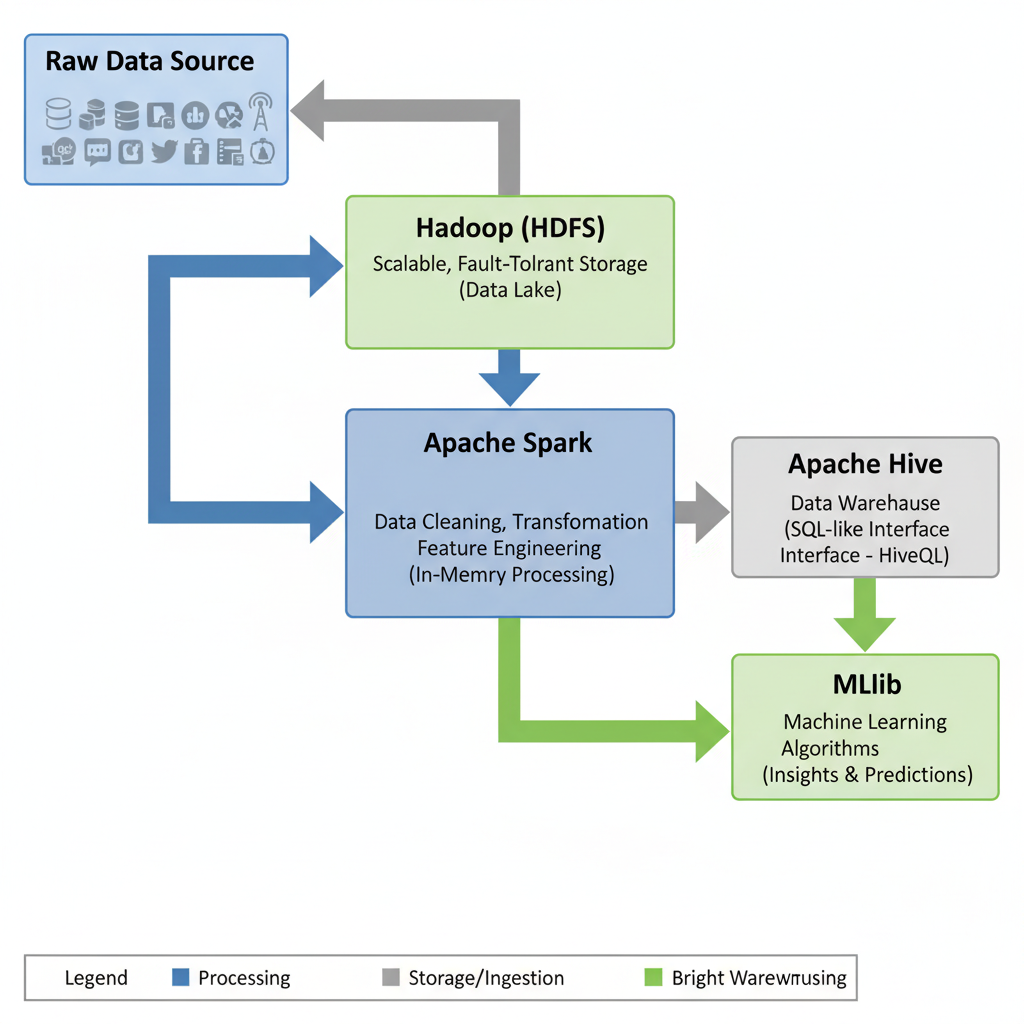 Raw Data Source
Hadoop (HDFS)
Scalable, Fault-Tolrant Storage
(Data Lake)
Apache Spark
Data Cleaning, Transfomation
Feature Engineering
(In-Memry Processing)
Apache Hive
Data Warehause
(SQL-like Interface
Interface - HiveQL)
MLlib
Machine Learning
Algorithms
(Insights & Predictions)
Legend
Processing
Storage/Ingestion
Bright